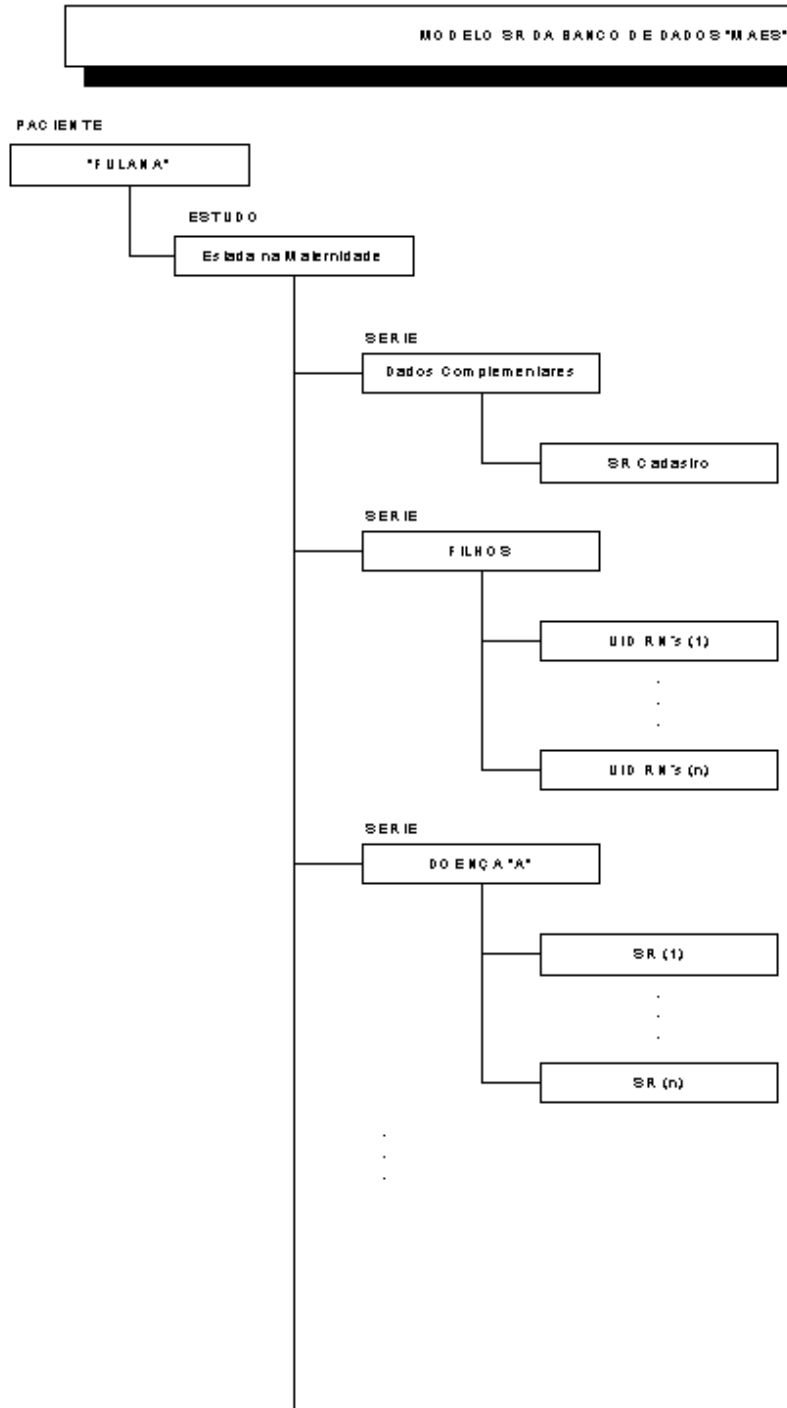 MODELO SR DA BANCO DE DADOS "MAES"
PACIENTE
"FULANA"
ESTUDO
Estada na Maternidade
SERIE
Dados Complementares
SR Cadastro
SERIE
FILHOS
UID RN's (1)
.
.
.
UID RN's (n)
SERIE
DOENÇA "A"
SR (1)
.
.
.
SR (n)
.
.
.